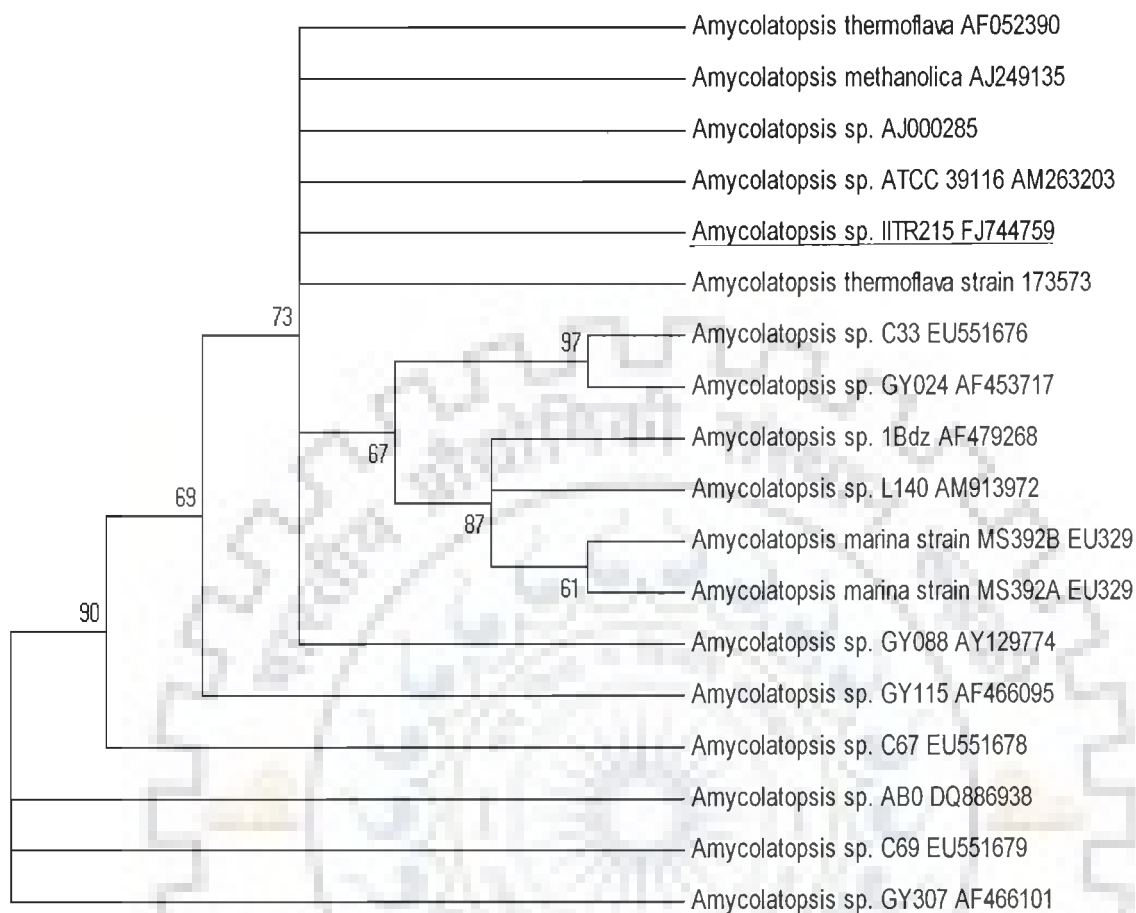 Amycolatopsis thermoflava AF052390
Amycolatopsis methanolica AJ249135
Amycolatopsis sp. AJ000285
Amycolatopsis sp. ATCC 39116 AM263203
Amycolatopsis sp. IITR215 FJ744759
Amycolatopsis thermoflava strain 173573
73
Amycolatopsis sp. C33 EU551676
97
Amycolatopsis sp. GY024 AF453717
Amycolatopsis sp. 1Bdz AF479268
67
Amycolatopsis sp. L140 AM913972
69
87
Amycolatopsis marina strain MS392B EU329
61
Amycolatopsis marina strain MS392A EU329
90
Amycolatopsis sp. GY088 AY129774
Amycolatopsis sp. GY115 AF466095
Amycolatopsis sp. C67 EU551678
Amycolatopsis sp. AB0 DQ886938
Amycolatopsis sp. C69 EU551679
Amycolatopsis sp. GY307 AF466101